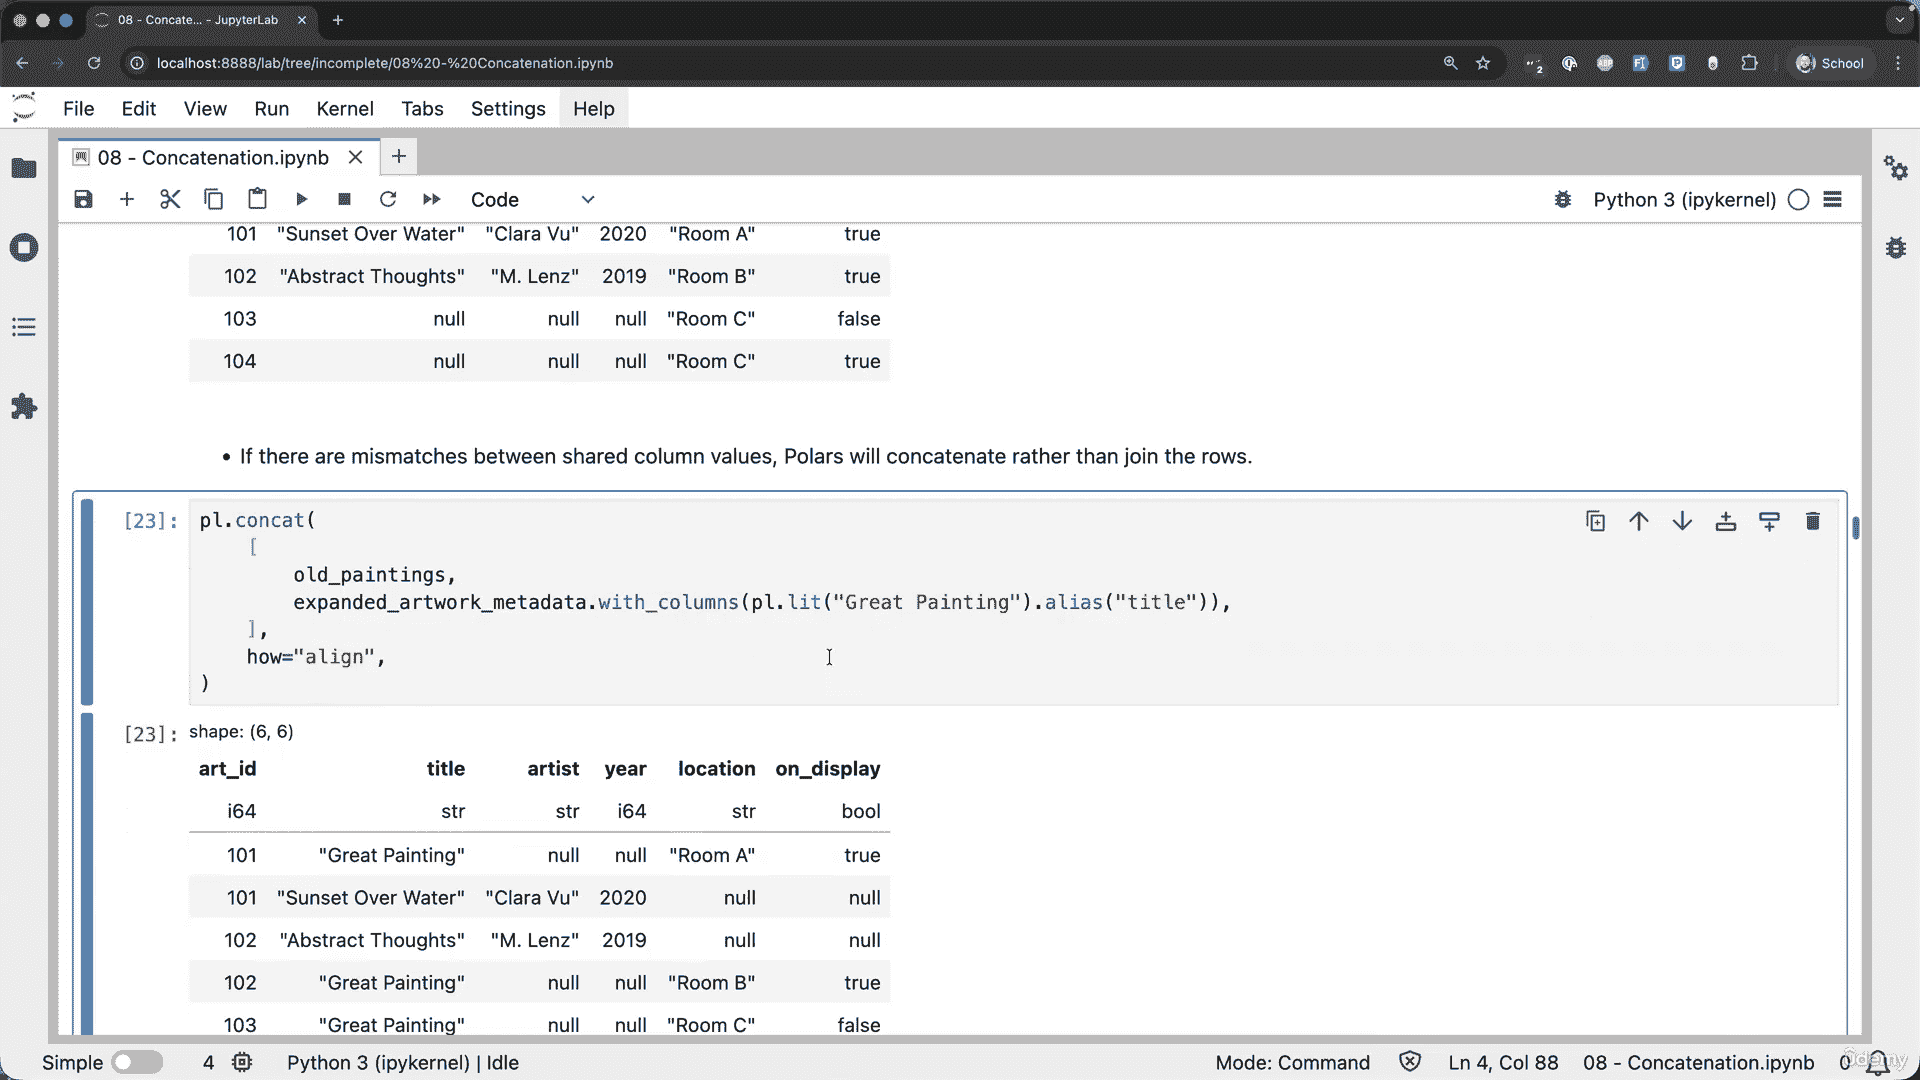 08 - Concate... - JupyterLab
localhost:8888/lab/tree/incomplete/08%20-%20Concatenation.ipynb
2
ABP
School
File Edit View Run Kernel Tabs Settings Help
08 - Concatenation.ipynb
Code
Python 3 (ipykernel)
101 "Sunset Over Water" "Clara Vu" 2020 "Room A" true
102 "Abstract Thoughts" "M. Lenz" 2019 "Room B" true
103 null null null "Room C" false
104 null null null "Room C" true
• If there are mismatches between shared column values, Polars will concatenate rather than join the rows.
[23]: pl.concat(
[
old_paintings,
expanded_artwork_metadata.with_columns(pl.lit("Great Painting").alias("title")),
],
how="align",
)
[23]: shape: (6, 6)
art_id title artist year location on_display
i64 str str i64 str bool
101 "Great Painting" null null "Room A" true
101 "Sunset Over Water" "Clara Vu" 2020 null null
102 "Abstract Thoughts" "M. Lenz" 2019 null null
102 "Great Painting" null null "Room B" true
103 "Great Painting" null null "Room C" false
Simple 4 Python 3 (ipykernel) | Idle Mode: Command Ln 4, Col 88 08 - Concatenation.ipynb 0
udemy